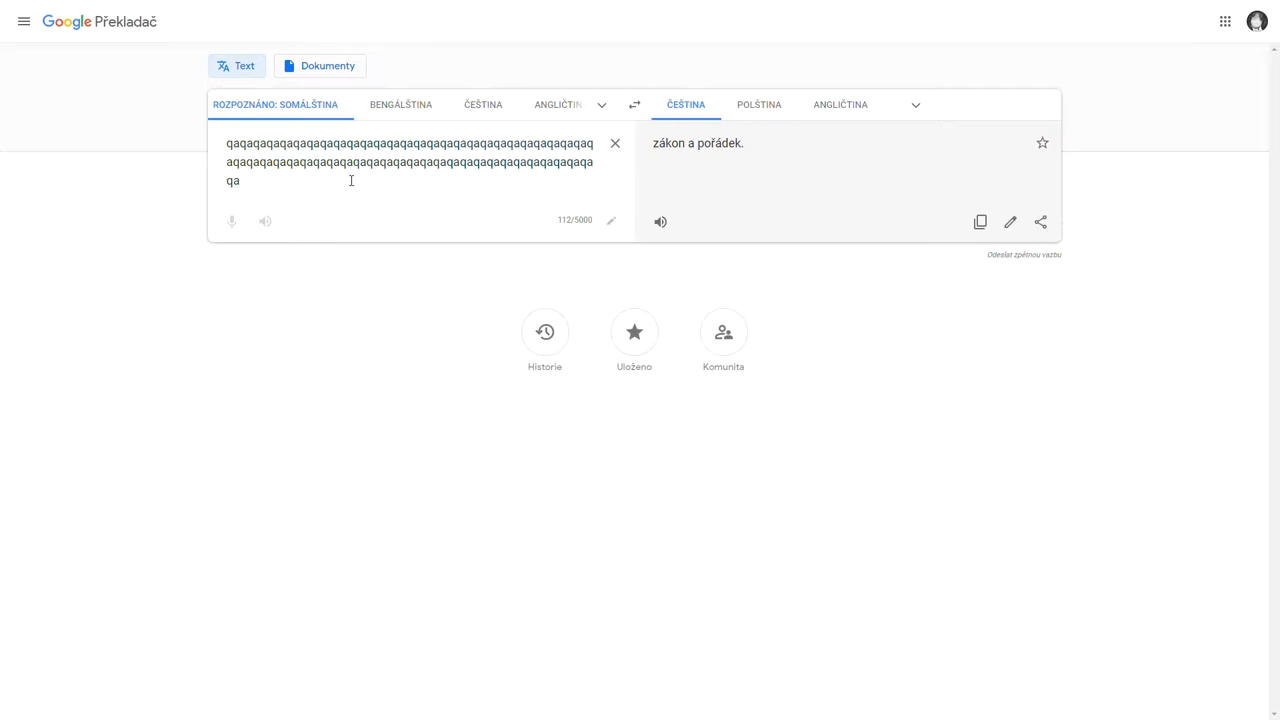 Google Překladač
Text
Dokumenty
ROZPOZNÁNO: SOMÁLŠTINA
BENGÁLŠTINA
ČEŠTINA
ANGLIČTIN
ČEŠTINA
POLŠTINA
ANGLIČTINA
qaqaqaqaqaqaqaqaqaqaqaqaqaqaqaqaqaqaqaqaqaqaqaqaqaqaqaq
aqaqaqaqaqaqaqaqaqaqaqaqaqaqaqaqaqaqaqaqaqaqaqaqaqaqaqa
qa
zákon a pořádek.
112/5000
Odeslat zpětnou vazbu
Historie
Uloženo
Komunita